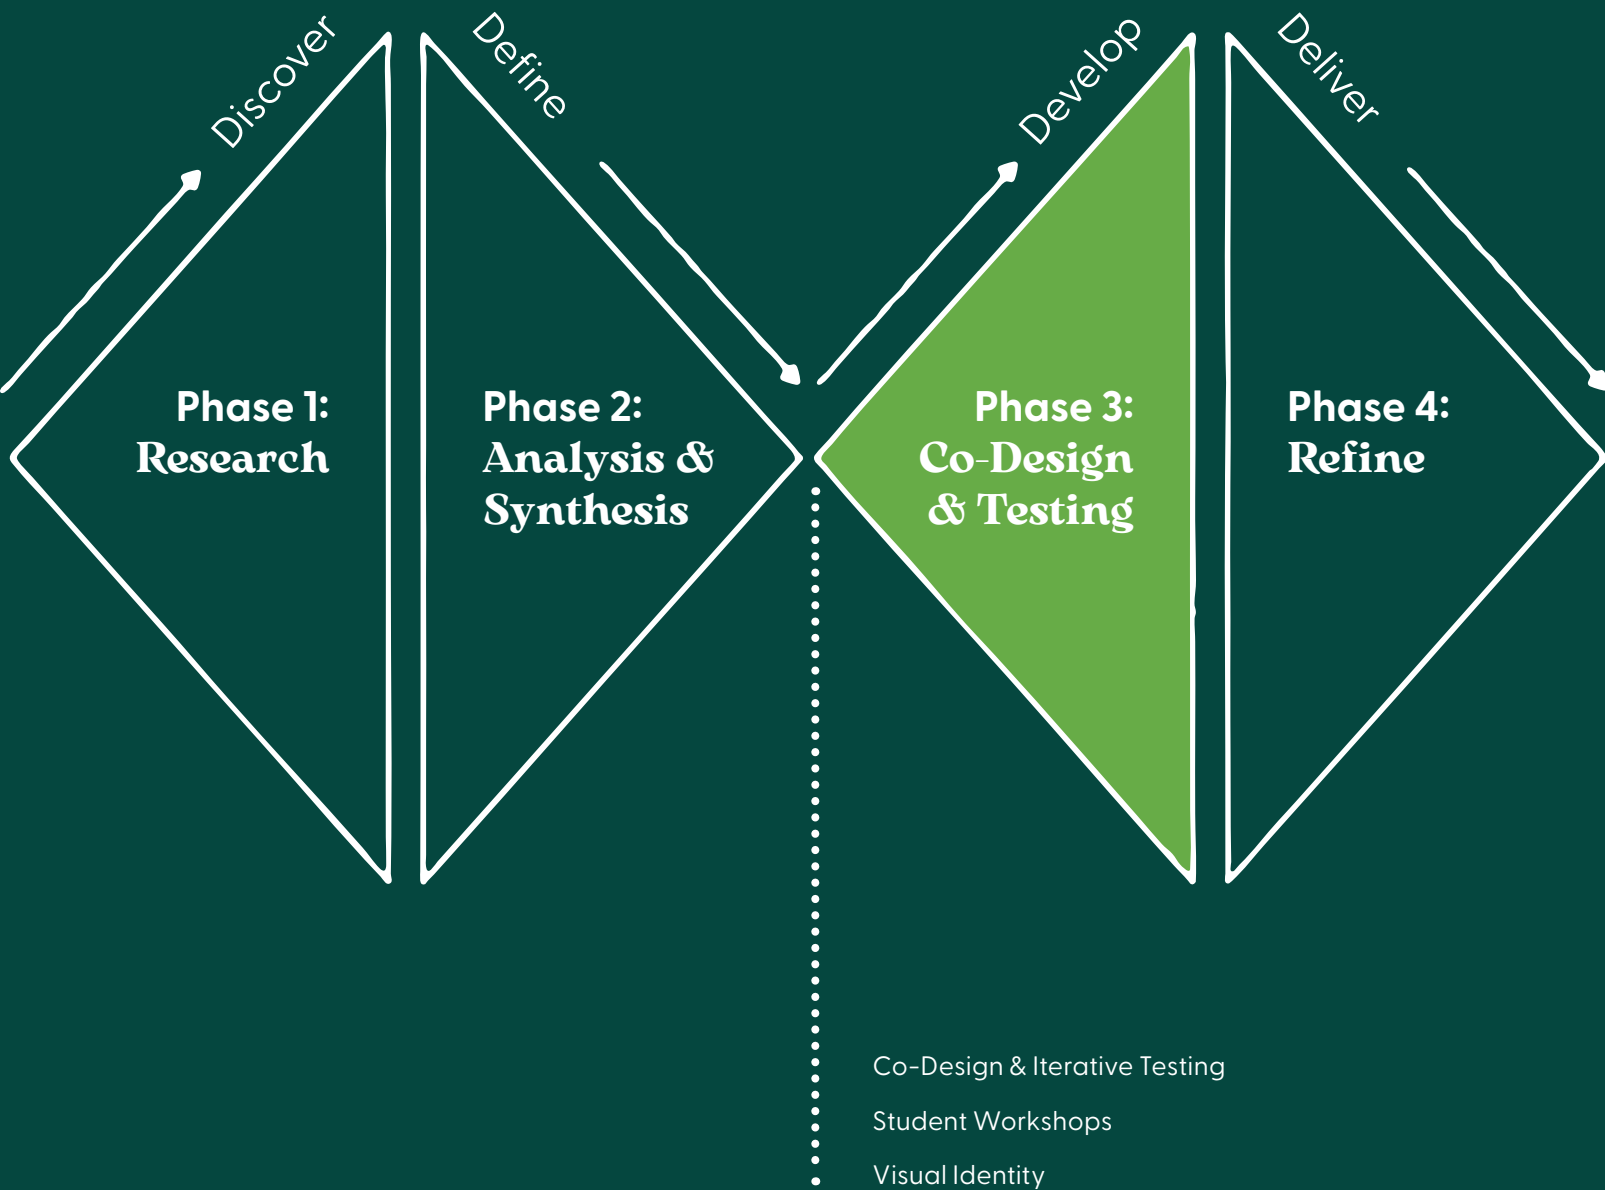 Discover
Define
Develop
Deliver
Phase 1:
Research
Phase 2:
Analysis &
Synthesis
Phase 3:
Co-Design
& Testing
Phase 4:
Refine
Co-Design & Iterative Testing
Student Workshops
Visual Identity